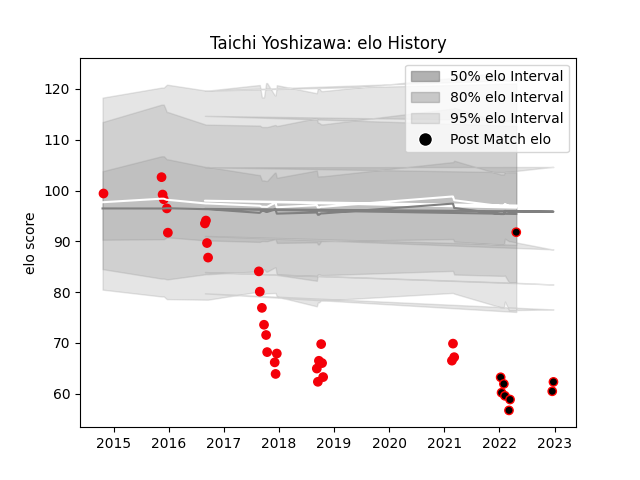 Taichi Yoshizawa: elo History
50% elo Interval
80% elo Interval
95% elo Interval
Post Match elo
elo score
120
110
100
90
80
70
60
2015 2016 2017 2018 2019 2020 2021 2022 2023